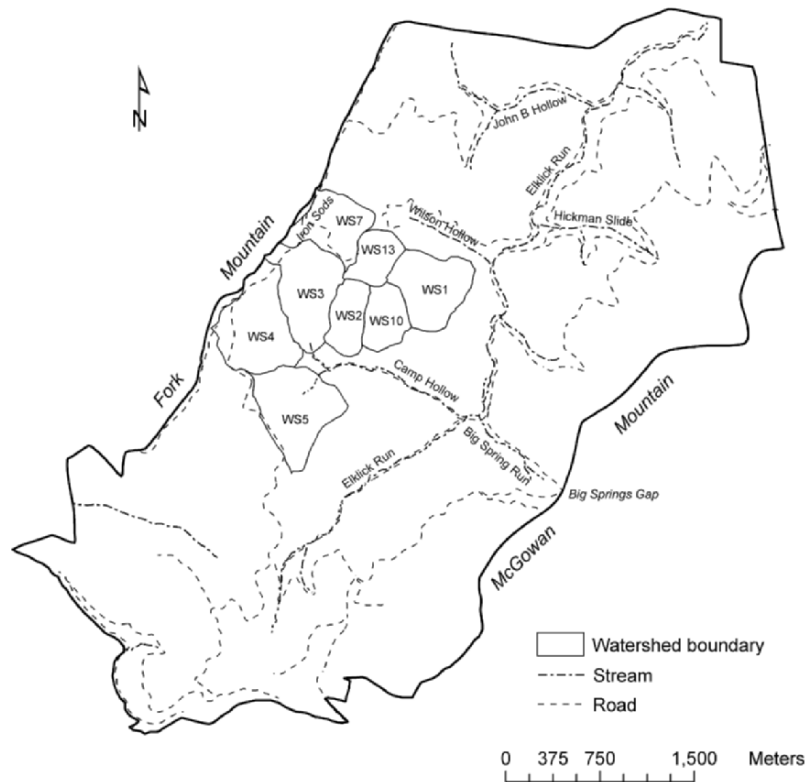 N
John B Hollow
Elklick Run
Iron Sods
WS7
Wilson Hollow
Hickman Slide
Fork Mountain
WS13
WS3
WS1
WS2
WS10
WS4
Camp Hollow
WS5
Elklick Run
Big Spring Run
Big Springs Gap
McGowan Mountain
Watershed boundary
Stream
Road
0 375 750 1,500 Meters